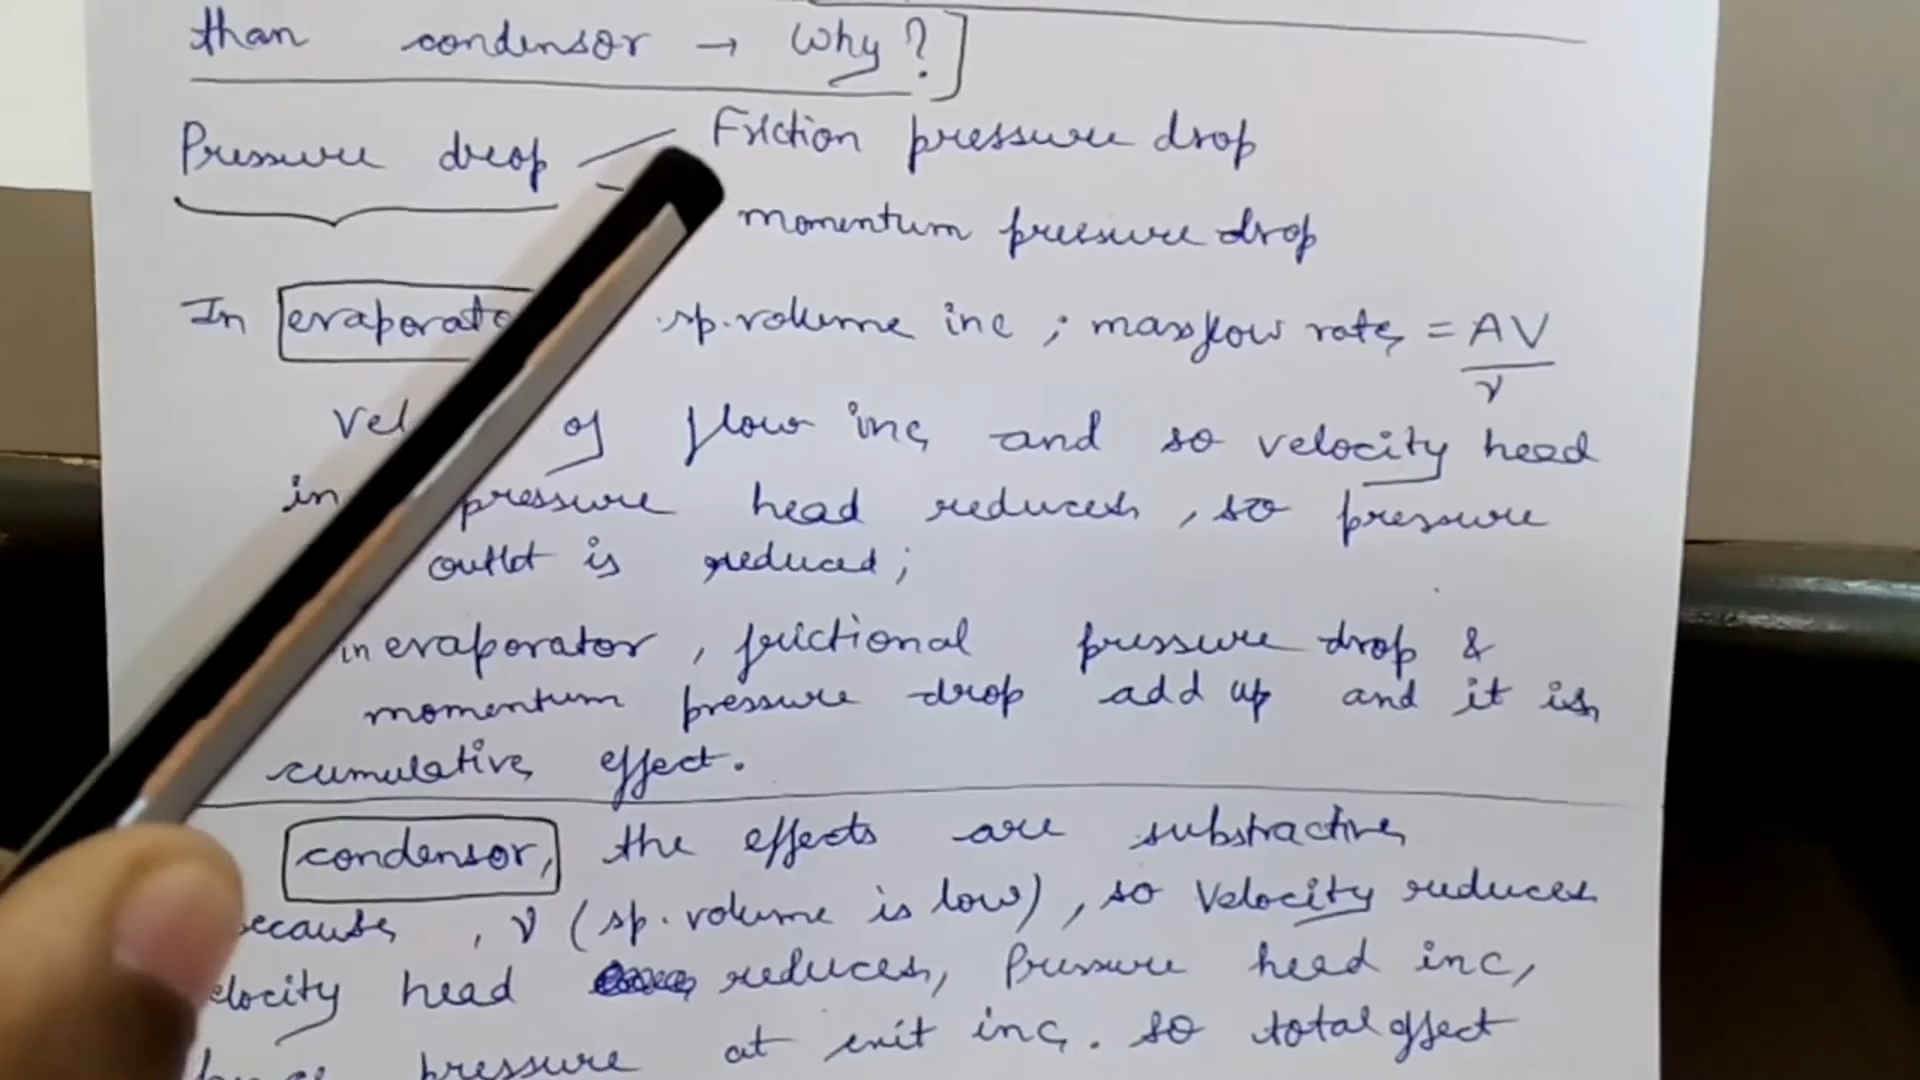 than condensor → Why?]
Pressure drop
Friction pressure drop
momentum pressure drop
In evaporato sp.volume inc ; massflow rate = AV/v
Vel of flow inc and so velocity head
in pressure head reduces, so pressure
outlet is reduced;
in evaporator, frictional pressure drop &
momentum pressure drop add up and it is
cumulative effect.
condensor, the effects are substractive
because, v (sp.volume is low), so Velocity reduces
elocity head reduces, Pressure head inc,
pressure at exit inc. so total effect